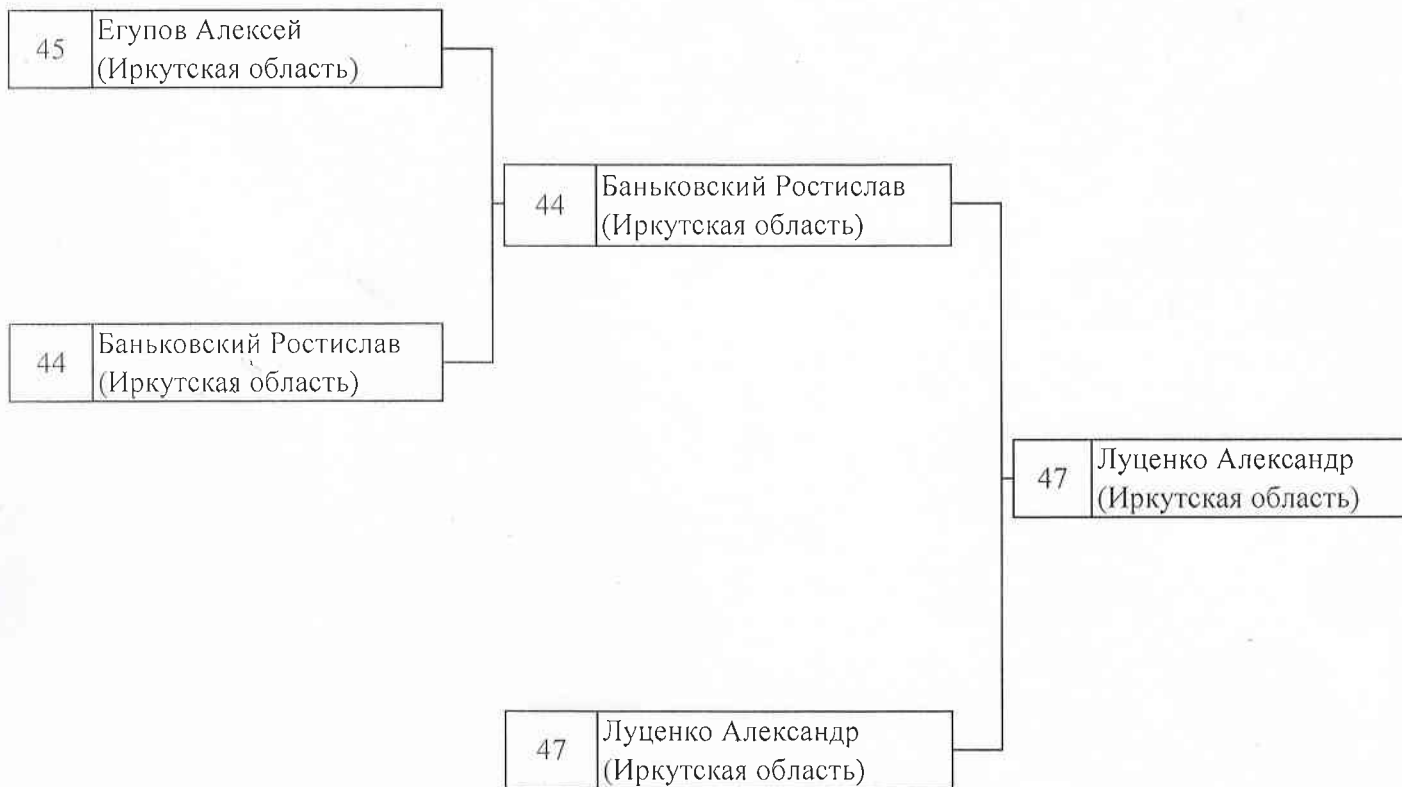 45
Егупов Алексей
(Иркутская область)
44
Баньковский Ростислав
(Иркутская область)
44
Баньковский Ростислав
(Иркутская область)
47
Луценко Александр
(Иркутская область)
47
Луценко Александр
(Иркутская область)